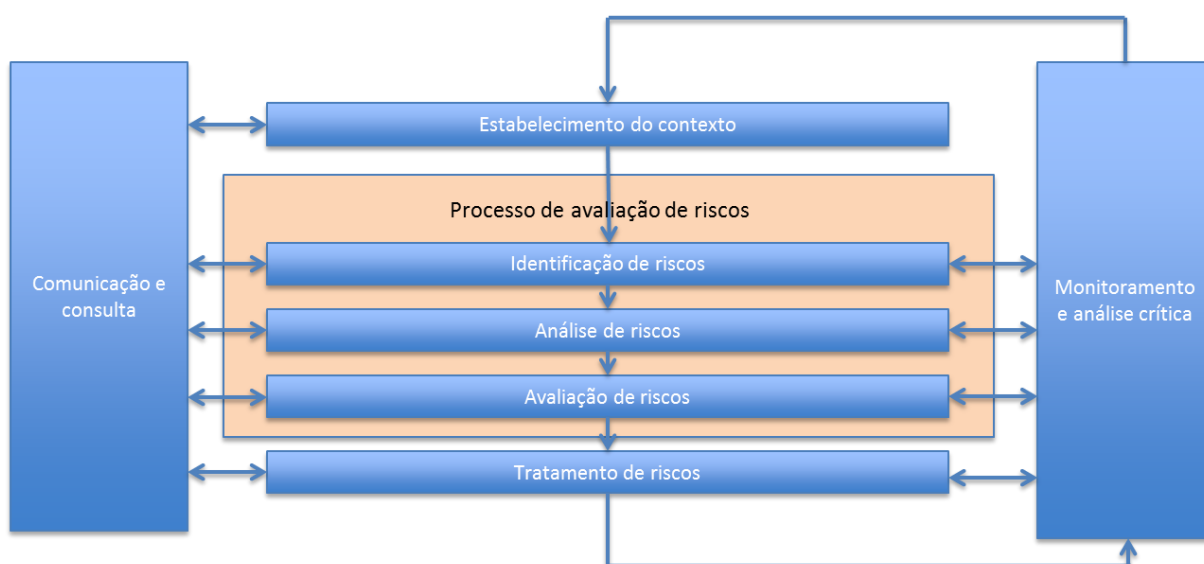 Estabelecimento do contexto
Processo de avaliação de riscos
Identificação de riscos
Comunicação e
consulta
Monitoramento
e análise crítica
Análise de riscos
Avaliação de riscos
Tratamento de riscos